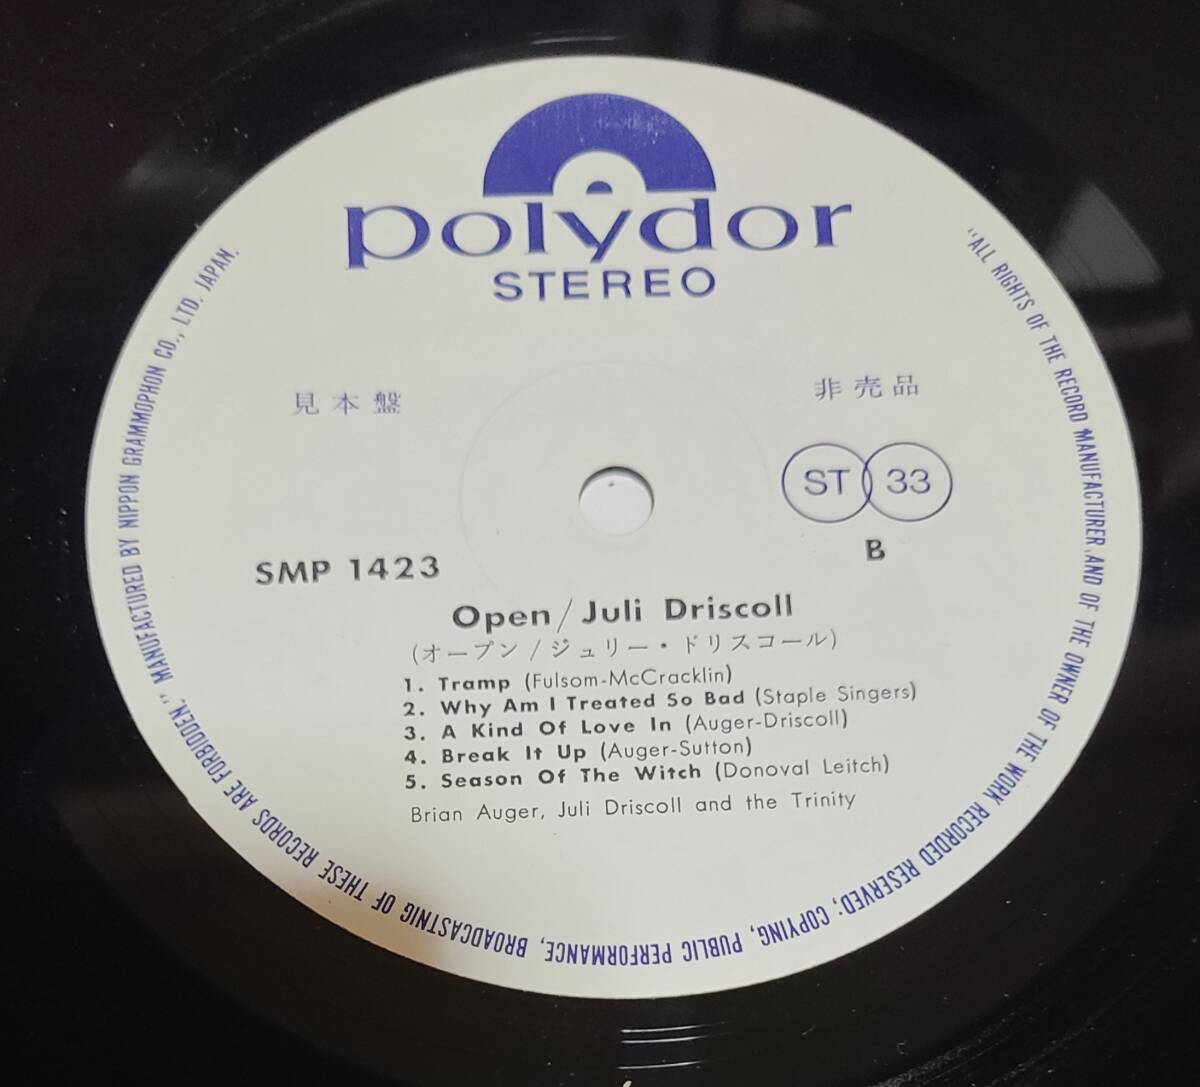 polydor
STEREO
見本盤
非売品
ST 33
B
SMP 1423
Open / Juli Driscoll
(オープン / ジュリー・ドリスコール)
1. Tramp (Fulsom-McCracklin)
2. Why Am I Treated So Bad (Staple Singers)
3. A Kind Of Love In (Auger-Driscoll)
4. Break It Up (Auger-Sutton)
5. Season Of The Witch (Donoval Leitch)
Brian Auger, Juli Driscoll and the Trinity
"ALL RIGHTS OF THE RECORD MANUFACTURER AND OF THE OWNER OF THE WORK RECORDED RESERVED; COPYING, PUBLIC PERFORMANCE, BROADCASTNIG OF THESE RECORDS ARE FORBIDDEN." MANUFACTURED BY NIPPON GRAMMOPHON CO., LTD. JAPAN.